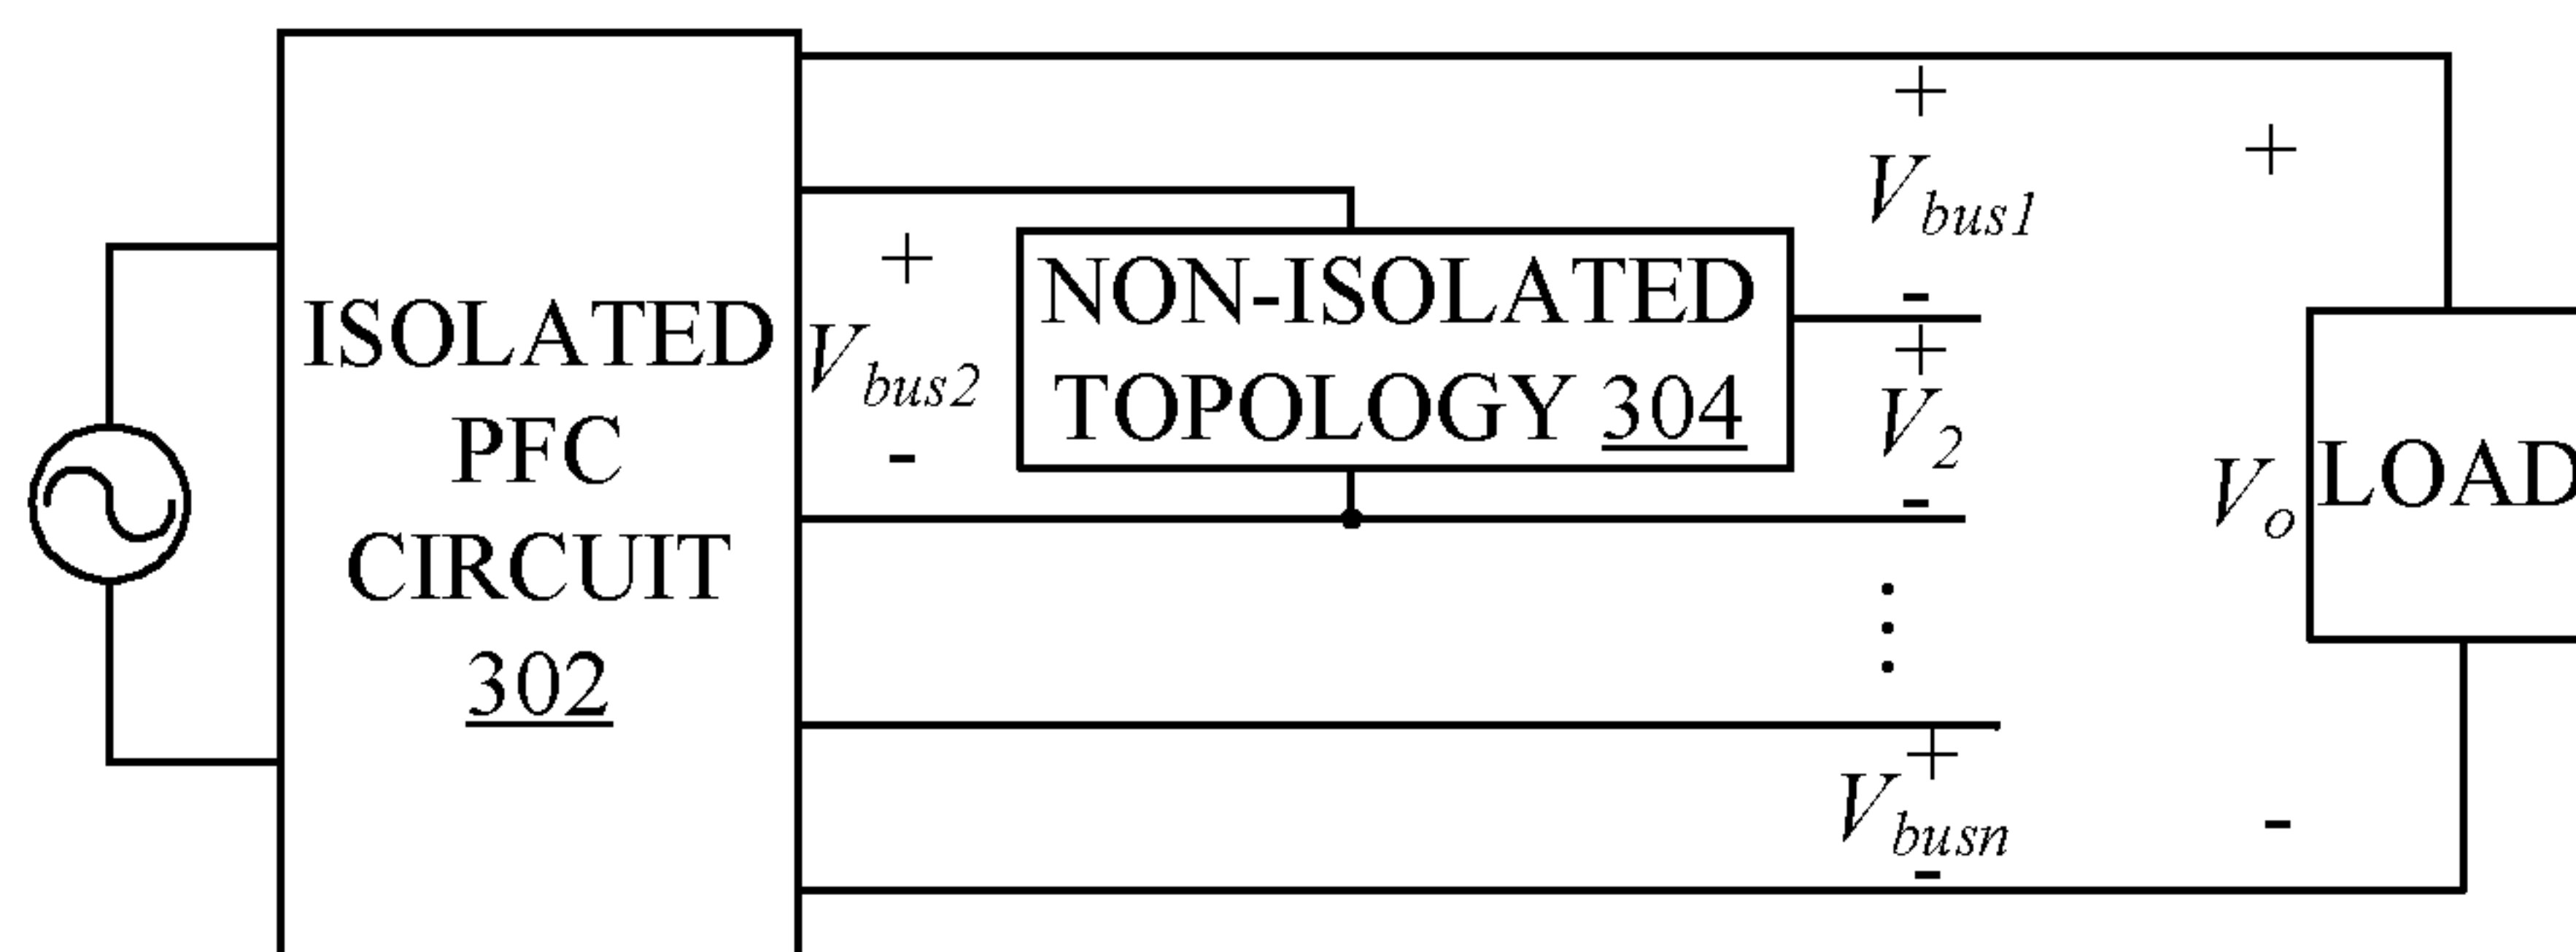 ISOLATED
PFC
CIRCUIT
302
+
Vbus2
-
NON-ISOLATED
TOPOLOGY 304
+
Vbus1
-
+
V2
-
+
Vbusn
-
+
Vo
-
LOAD